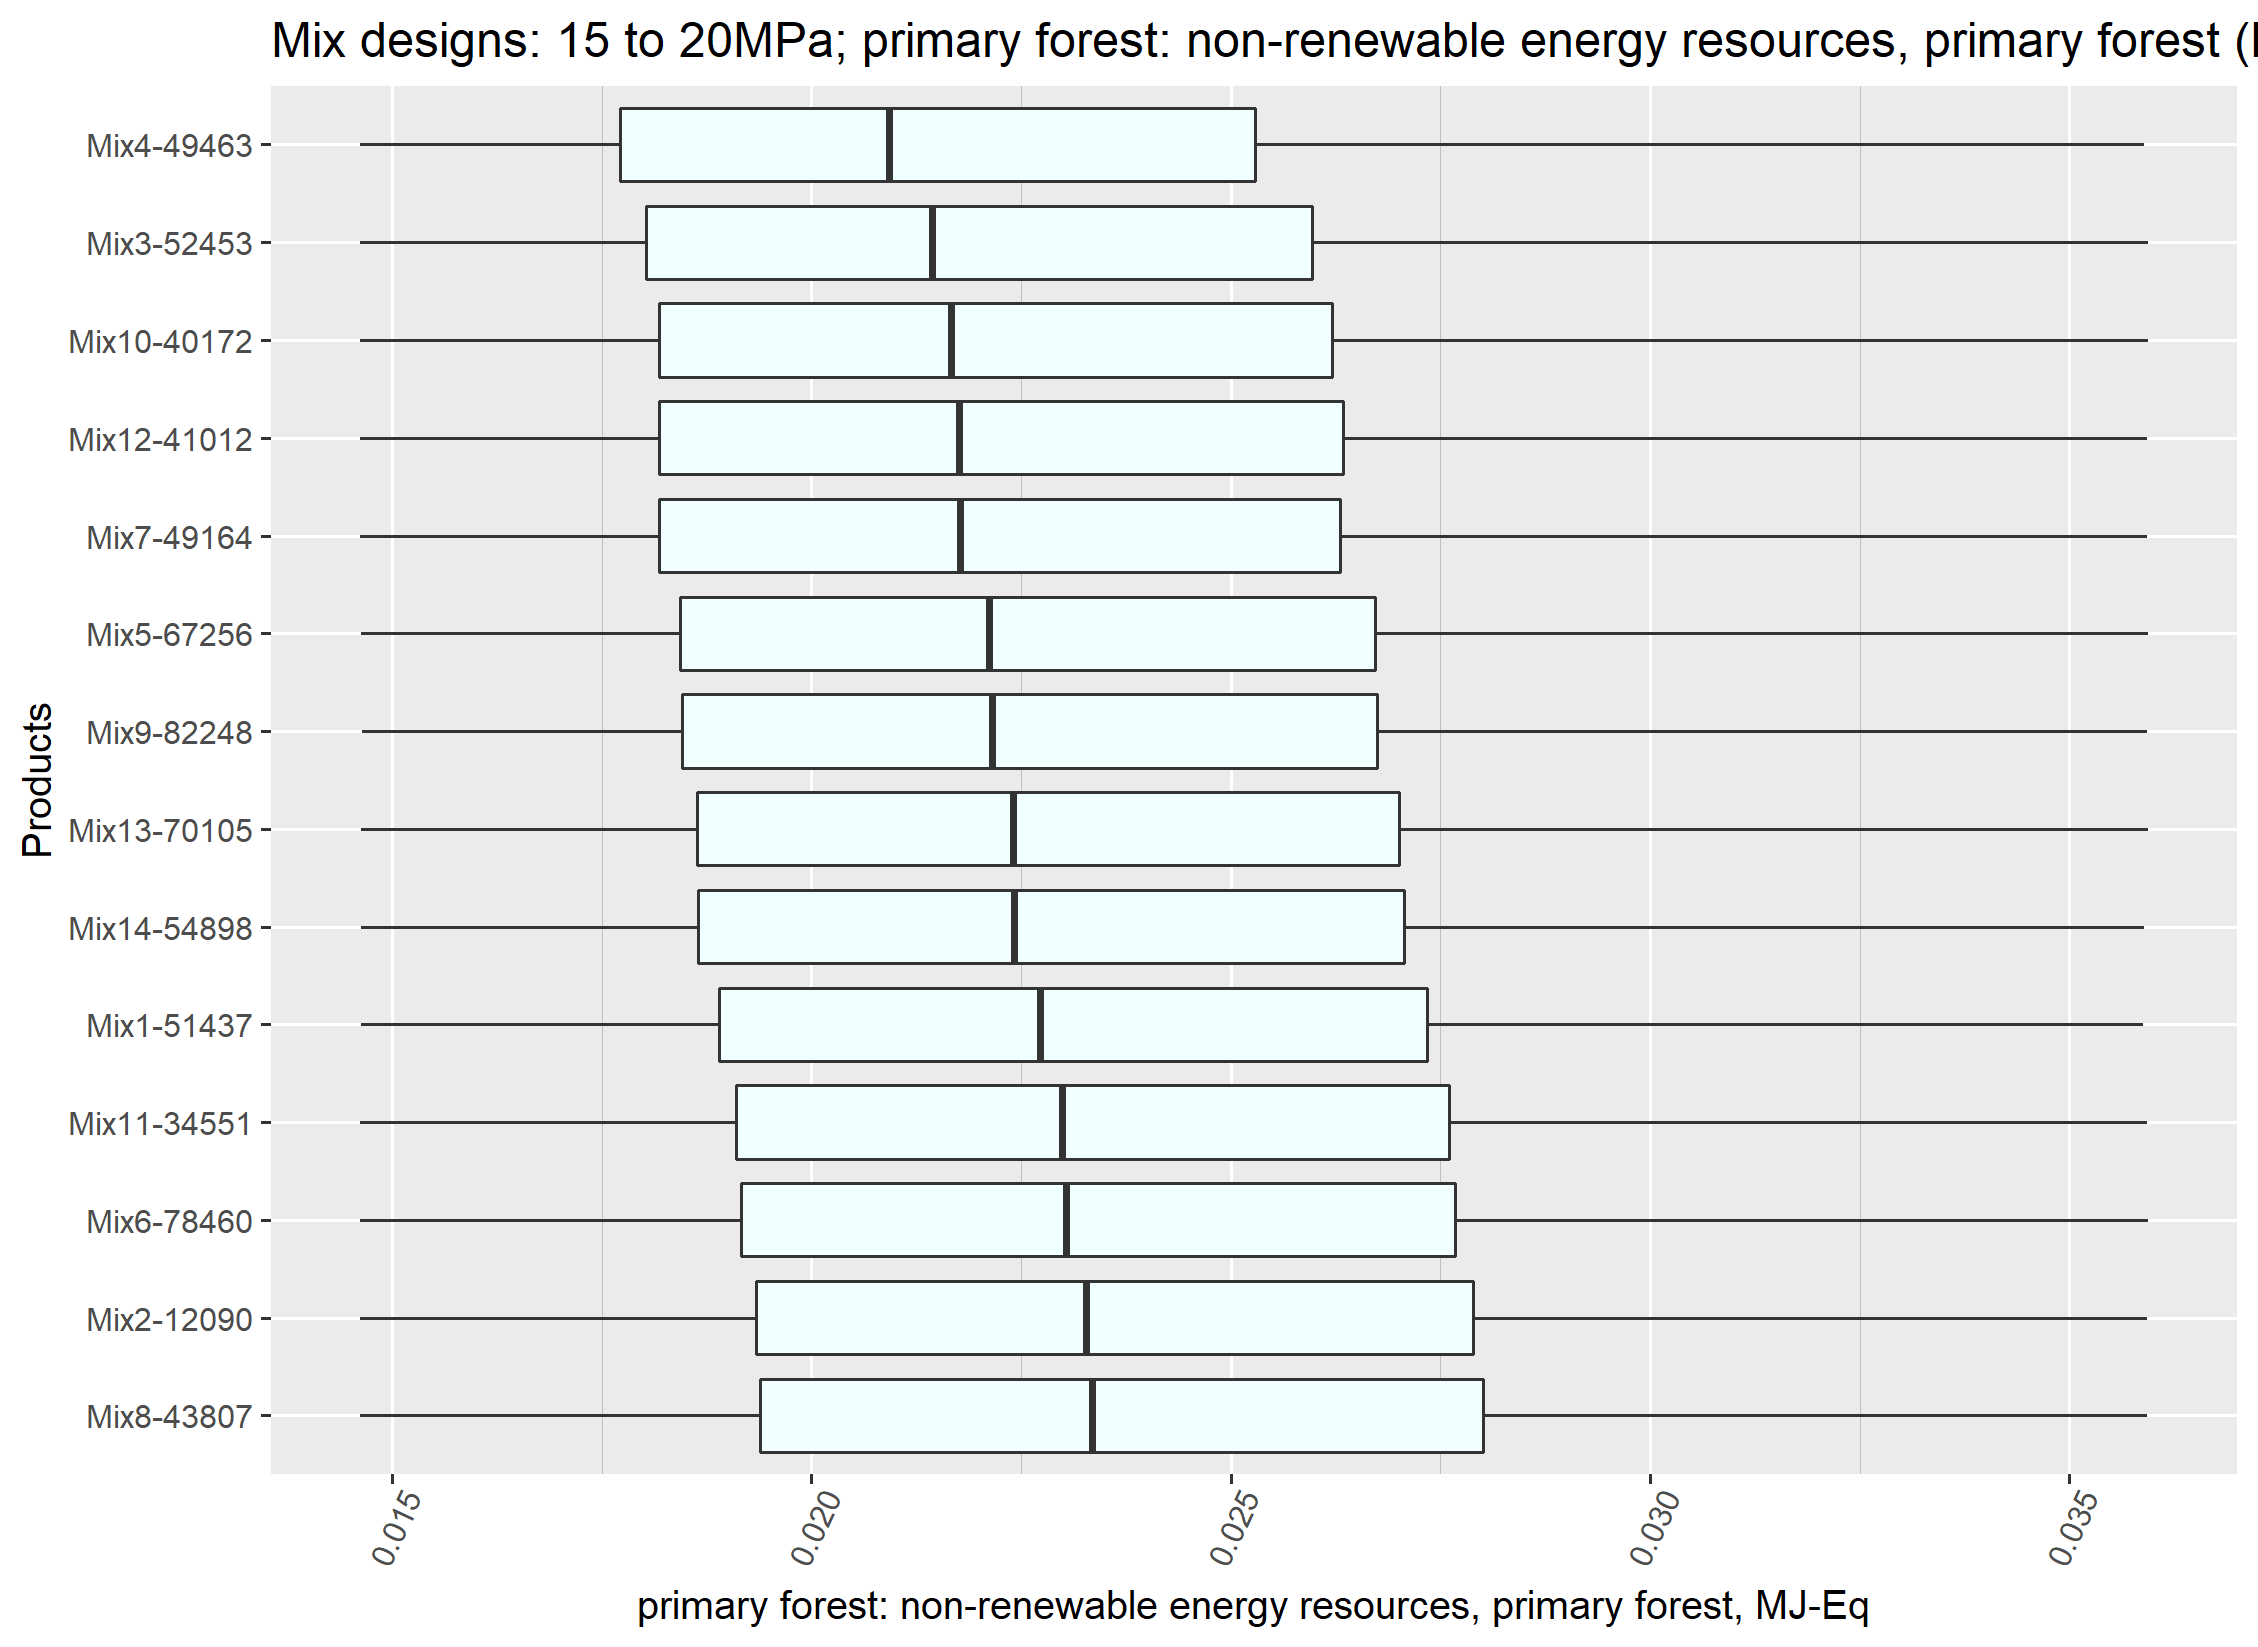 Mix designs: 15 to 20MPa; primary forest: non-renewable energy resources, primary forest (
Mix4-49463
Mix3-52453
Mix10-40172
Mix12-41012
Mix7-49164
Mix5-67256
Mix9-82248
Mix13-70105
Mix14-54898
Mix1-51437
Mix11-34551
Mix6-78460
Mix2-12090
Mix8-43807
Products
0.015
0.020
0.025
0.030
0.035
primary forest: non-renewable energy resources, primary forest, MJ-Eq